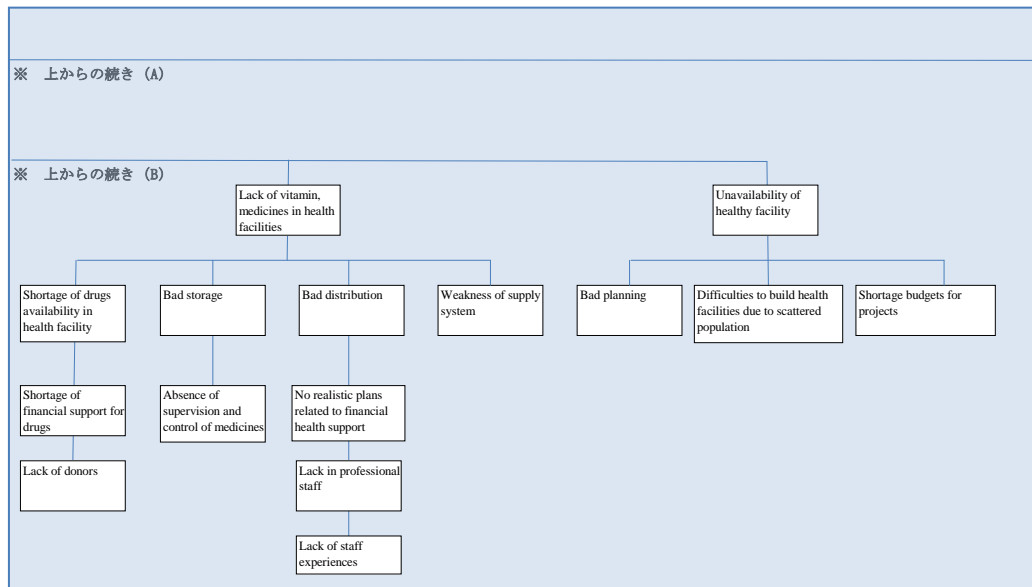 ※ 上からの続き (A)
※ 上からの続き (B)
Lack of vitamin,
medicines in health
facilities
Unavailability of
healthy facility
Shortage of drugs
availability in
health facility
Bad storage
Bad distribution
Weakness of supply
system
Bad planning
Difficulties to build health
facilities due to scattered
population
Shortage budgets for
projects
Shortage of
financial support for
drugs
Absence of
supervision and
control of medicines
No realistic plans
related to financial
health support
Lack of donors
Lack in professional
staff
Lack of staff
experiences